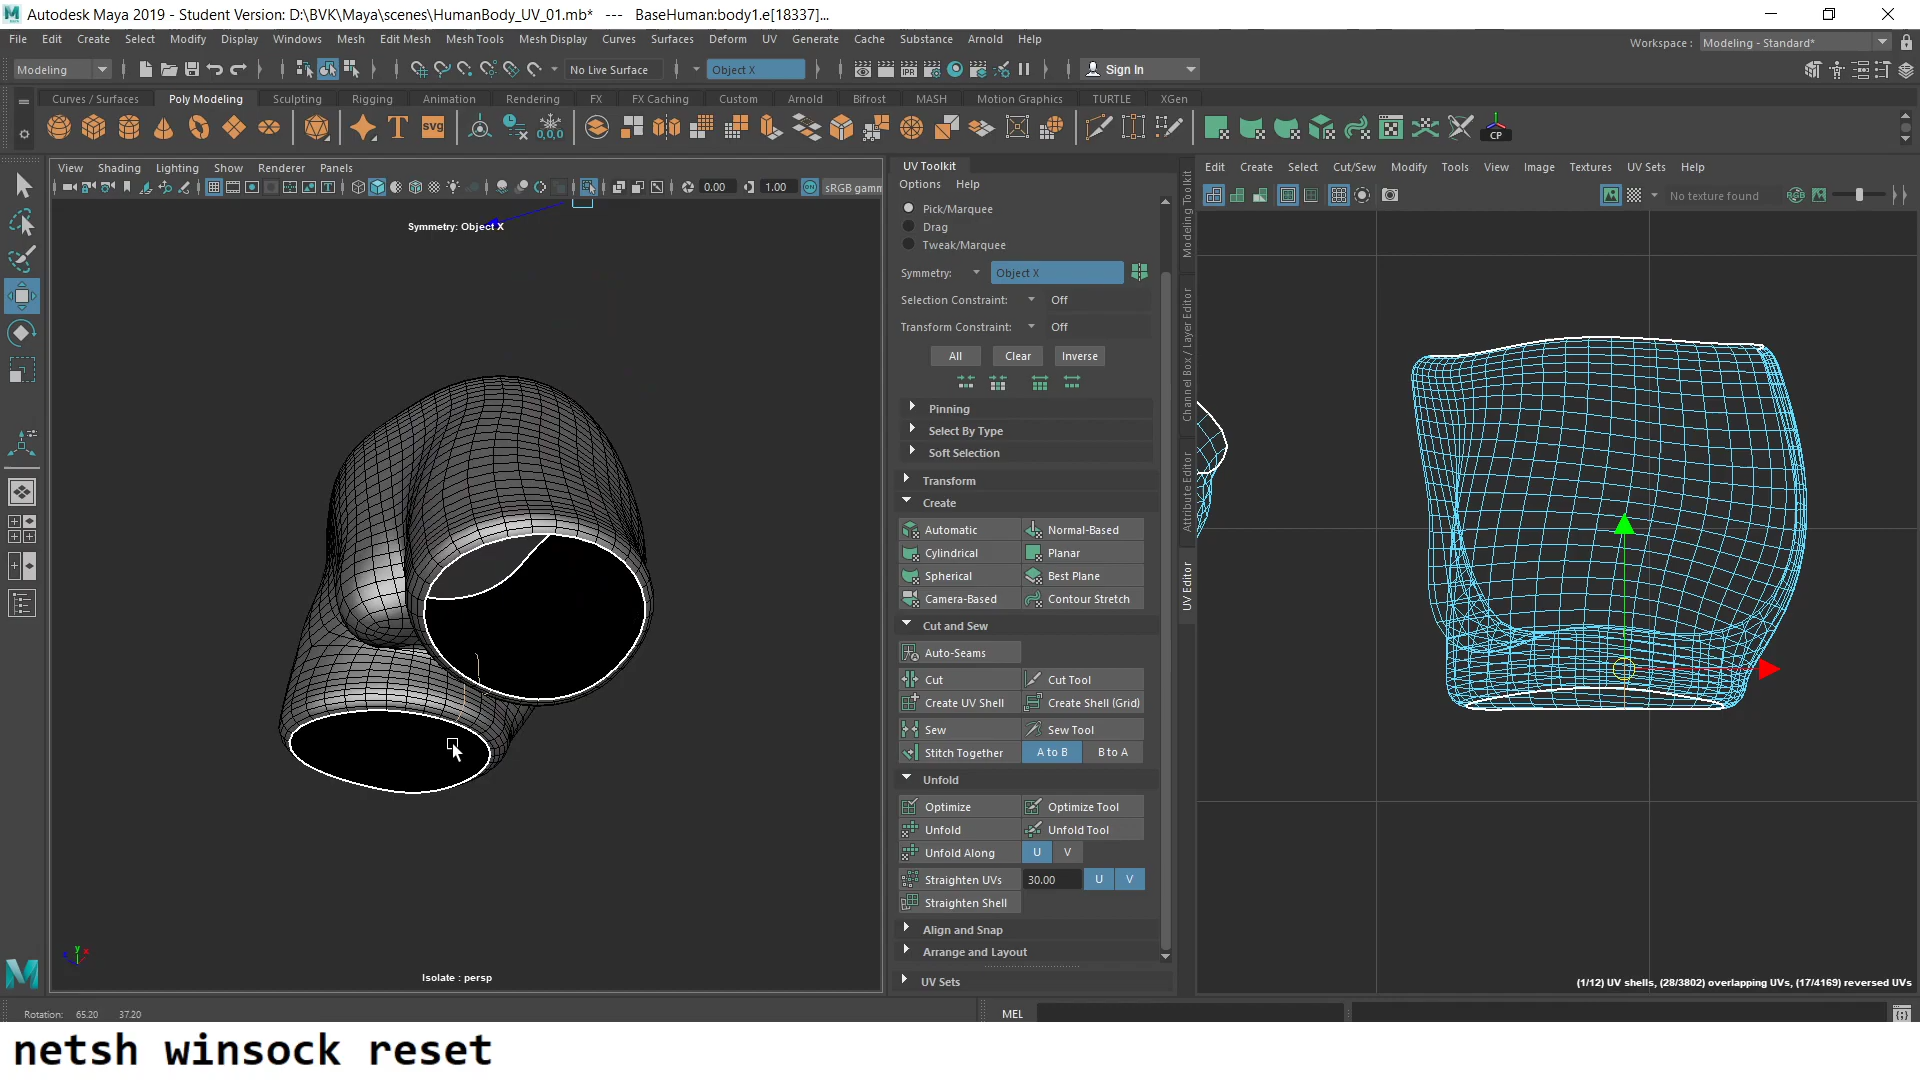 Autodesk Maya 2019 - Student Version: D:\BVK\Maya\scenes\HumanBody_UV_01.mb* --- BaseHuman:body1.e[18337]...
File Edit Create Select Modify Display Windows Mesh Edit Mesh Mesh Tools Mesh Display Curves Surfaces Deform UV Generate Cache Substance Arnold Help
Workspace : Modeling - Standard*
Modeling No Live Surface Object X Sign In
Curves / Surfaces Poly Modeling Sculpting Rigging Animation Rendering FX FX Caching Custom Arnold Bifrost MASH Motion Graphics TURTLE XGen
T SVG 0,0,0 CP
View Shading Lighting Show Renderer Panels
0.00 1.00 ON sRGB gamm
Symmetry: Object X
Isolate : persp
UV Toolkit
Options Help
Pick/Marquee
Drag
Tweak/Marquee
Symmetry: Object X
Selection Constraint: Off
Transform Constraint: Off
All Clear Inverse
Pinning
Select By Type
Soft Selection
Transform
Create
Automatic Normal-Based
Cylindrical Planar
Spherical Best Plane
Camera-Based Contour Stretch
Cut and Sew
Auto-Seams
Cut Cut Tool
Create UV Shell Create Shell (Grid)
Sew Sew Tool
Stitch Together A to B B to A
Unfold
Optimize Optimize Tool
Unfold Unfold Tool
Unfold Along U V
Straighten UVs 30.00 U V
Straighten Shell
Align and Snap
Arrange and Layout
UV Sets
Modeling Toolkit
Channel Box / Layer Editor
Attribute Editor
UV Editor
Edit Create Select Cut/Sew Modify Tools View Image Textures UV Sets Help
No texture found
(1/12) UV shells, (28/3802) overlapping UVs, (17/4169) reversed UVs
Rotation: 65.20 37.20
MEL
netsh winsock reset